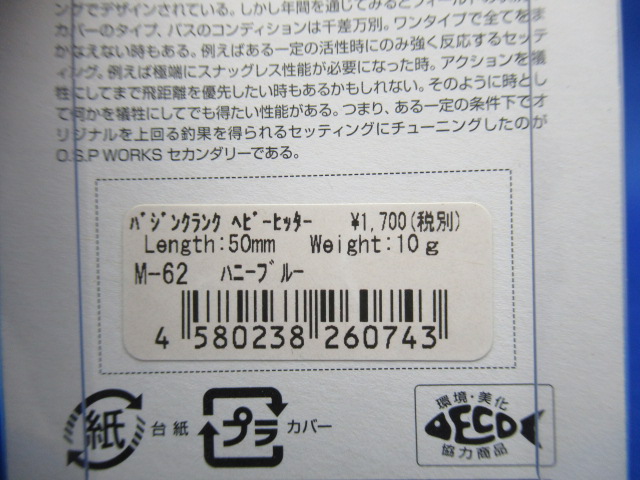 ングでデザインされている。しかし年間を通じてみるとフィールド
カバーのタイプ、バスのコンディションは千差万別。ワンタイプで全てをま
かなえない時もある。例えばある一定の活性時にのみ強く反応するセッテ
ィング。例えば極端にスナッグレス性能が必要になった時。アクションを犠
牲にしてまで飛距離を優先したい時もあるかもしれない。そのように時とし
て何かを犠牲にしてでも得たい性能がある。つまり、ある一定の条件下でオ
リジナルを上回る釣果を得られるセッティングにチューニングしたのが
O.S.P WORKS セカンダリーである。
ﾊﾞｼﾞﾝｸﾗﾝｸ ﾍﾋﾞｰﾋｯﾀｰ ¥1,700(税別)
Length:50mm Weight:10g
M-62 ﾊﾆｰﾌﾞﾙｰ
4 580238 260743
紙 台紙 プラ カバー
環境・美化
ECO
協力商品